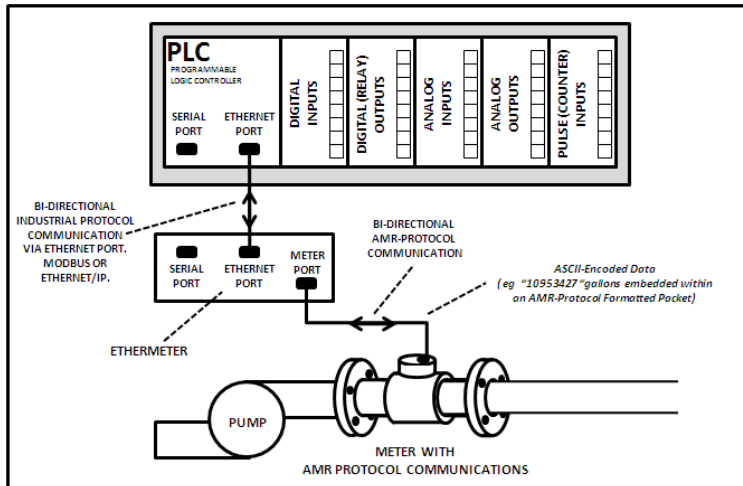 PLC
PROGRAMMABLE
LOGIC CONTROLLER
SERIAL
PORT
ETHERNET
PORT
DIGITAL
INPUTS
DIGITAL (RELAY)
OUTPUTS
ANALOG
INPUTS
ANALOG
OUTPUTS
PULSE (COUNTER)
INPUTS
BI-DIRECTIONAL
INDUSTRIAL PROTOCOL
COMMUNICATION
VIA ETHERNET PORT.
MODBUS OR
ETHERNET/IP.
SERIAL
PORT
ETHERNET
PORT
METER
PORT
ETHERMETER
BI-DIRECTIONAL
AMR-PROTOCOL
COMMUNICATION
ASCII-Encoded Data
(eg "10953427"gallons embedded within
an AMR-Protocol Formatted Packet)
PUMP
METER WITH
AMR PROTOCOL COMMUNICATIONS